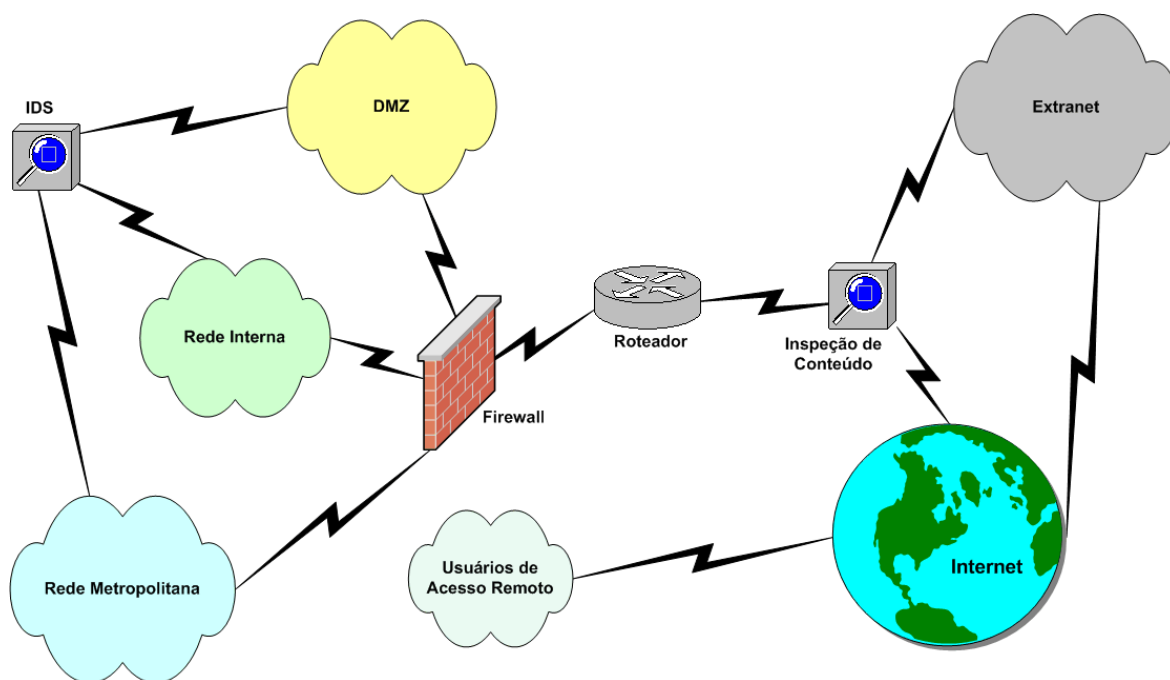 IDS
DMZ
Extranet
Rede Interna
Roteador
Inspeção de
Conteúdo
Firewall
Rede Metropolitana
Usuários de
Acesso Remoto
Internet